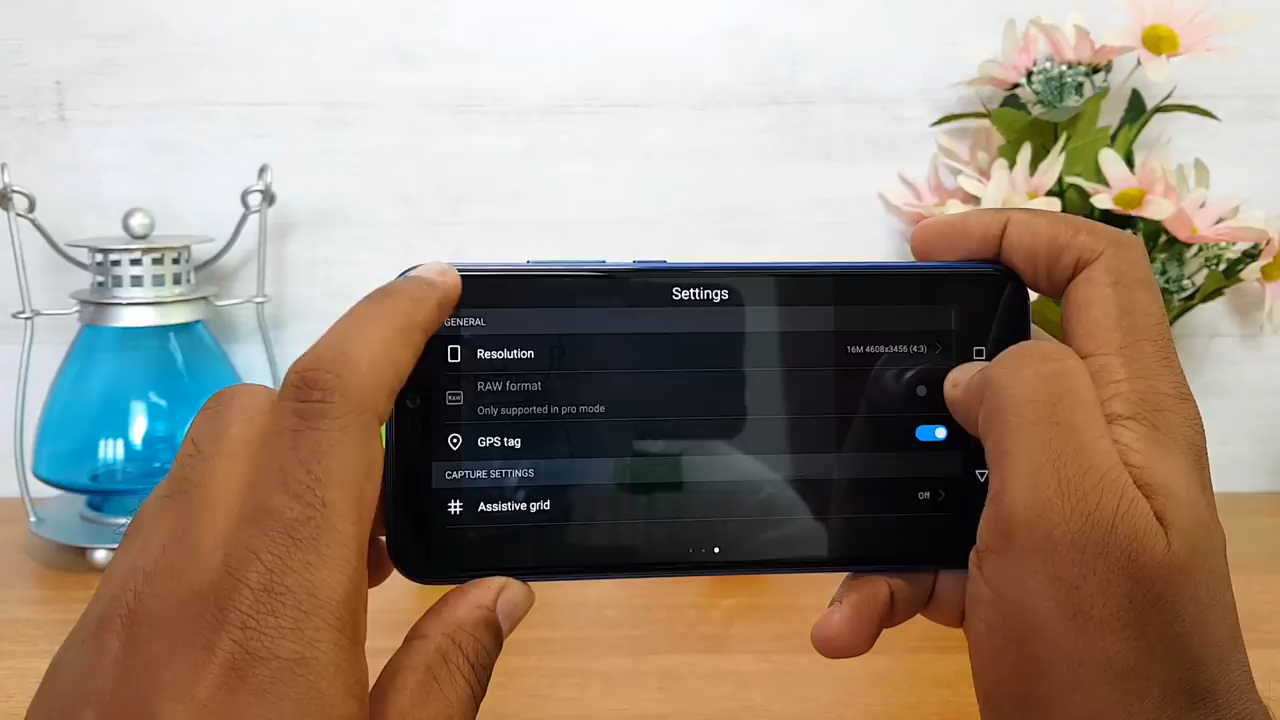 Settings
GENERAL
Resolution
16M 4608x3456 (4:3)
RAW format
RAW
Only supported in pro mode
GPS tag
CAPTURE SETTINGS
Assistive grid
Off